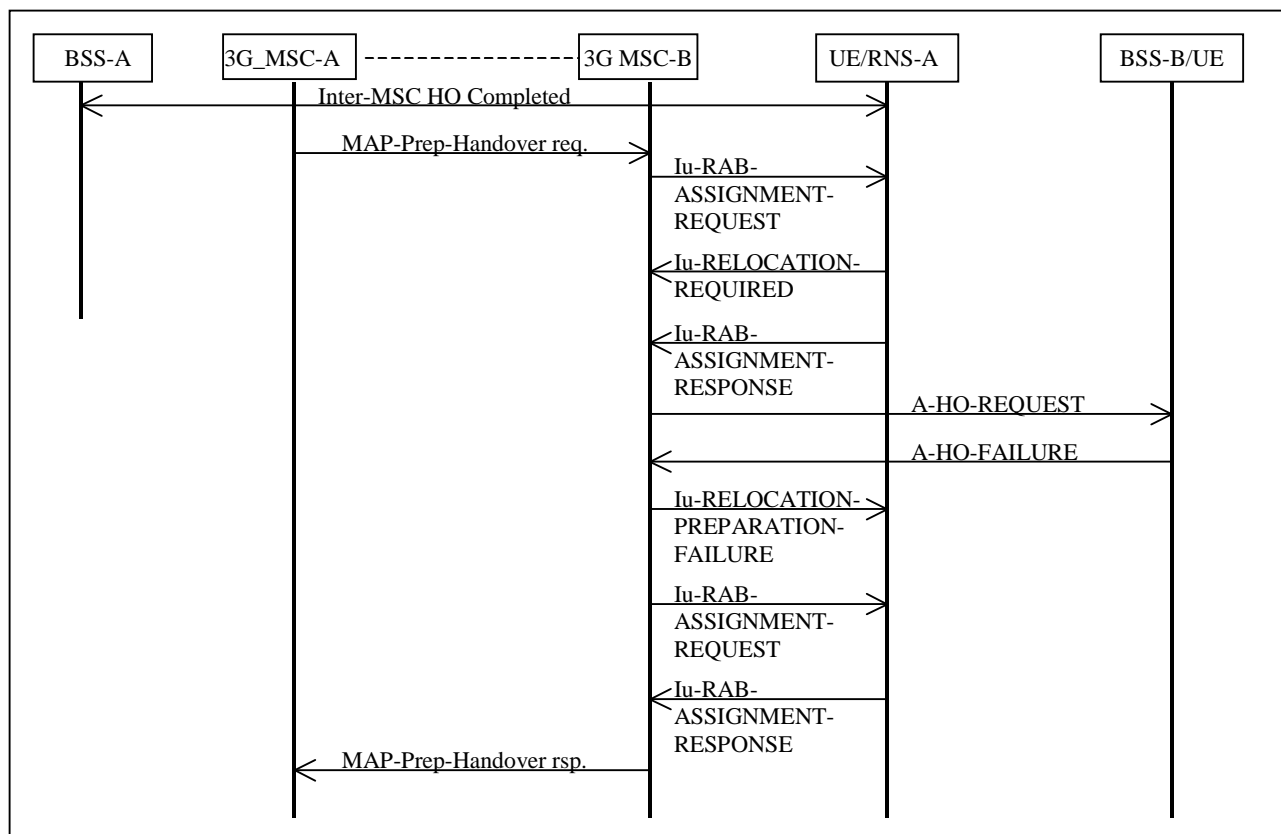 BSS-A
3G_MSC-A
3G MSC-B
UE/RNS-A
BSS-B/UE
Inter-MSC HO Completed
MAP-Prep-Handover req.
Iu-RAB-
ASSIGNMENT-
REQUEST
Iu-RELOCATION-
REQUIRED
Iu-RAB-
ASSIGNMENT-
RESPONSE
A-HO-REQUEST
A-HO-FAILURE
Iu-RELOCATION-
PREPARATION-
FAILURE
Iu-RAB-
ASSIGNMENT-
REQUEST
Iu-RAB-
ASSIGNMENT-
RESPONSE
MAP-Prep-Handover rsp.